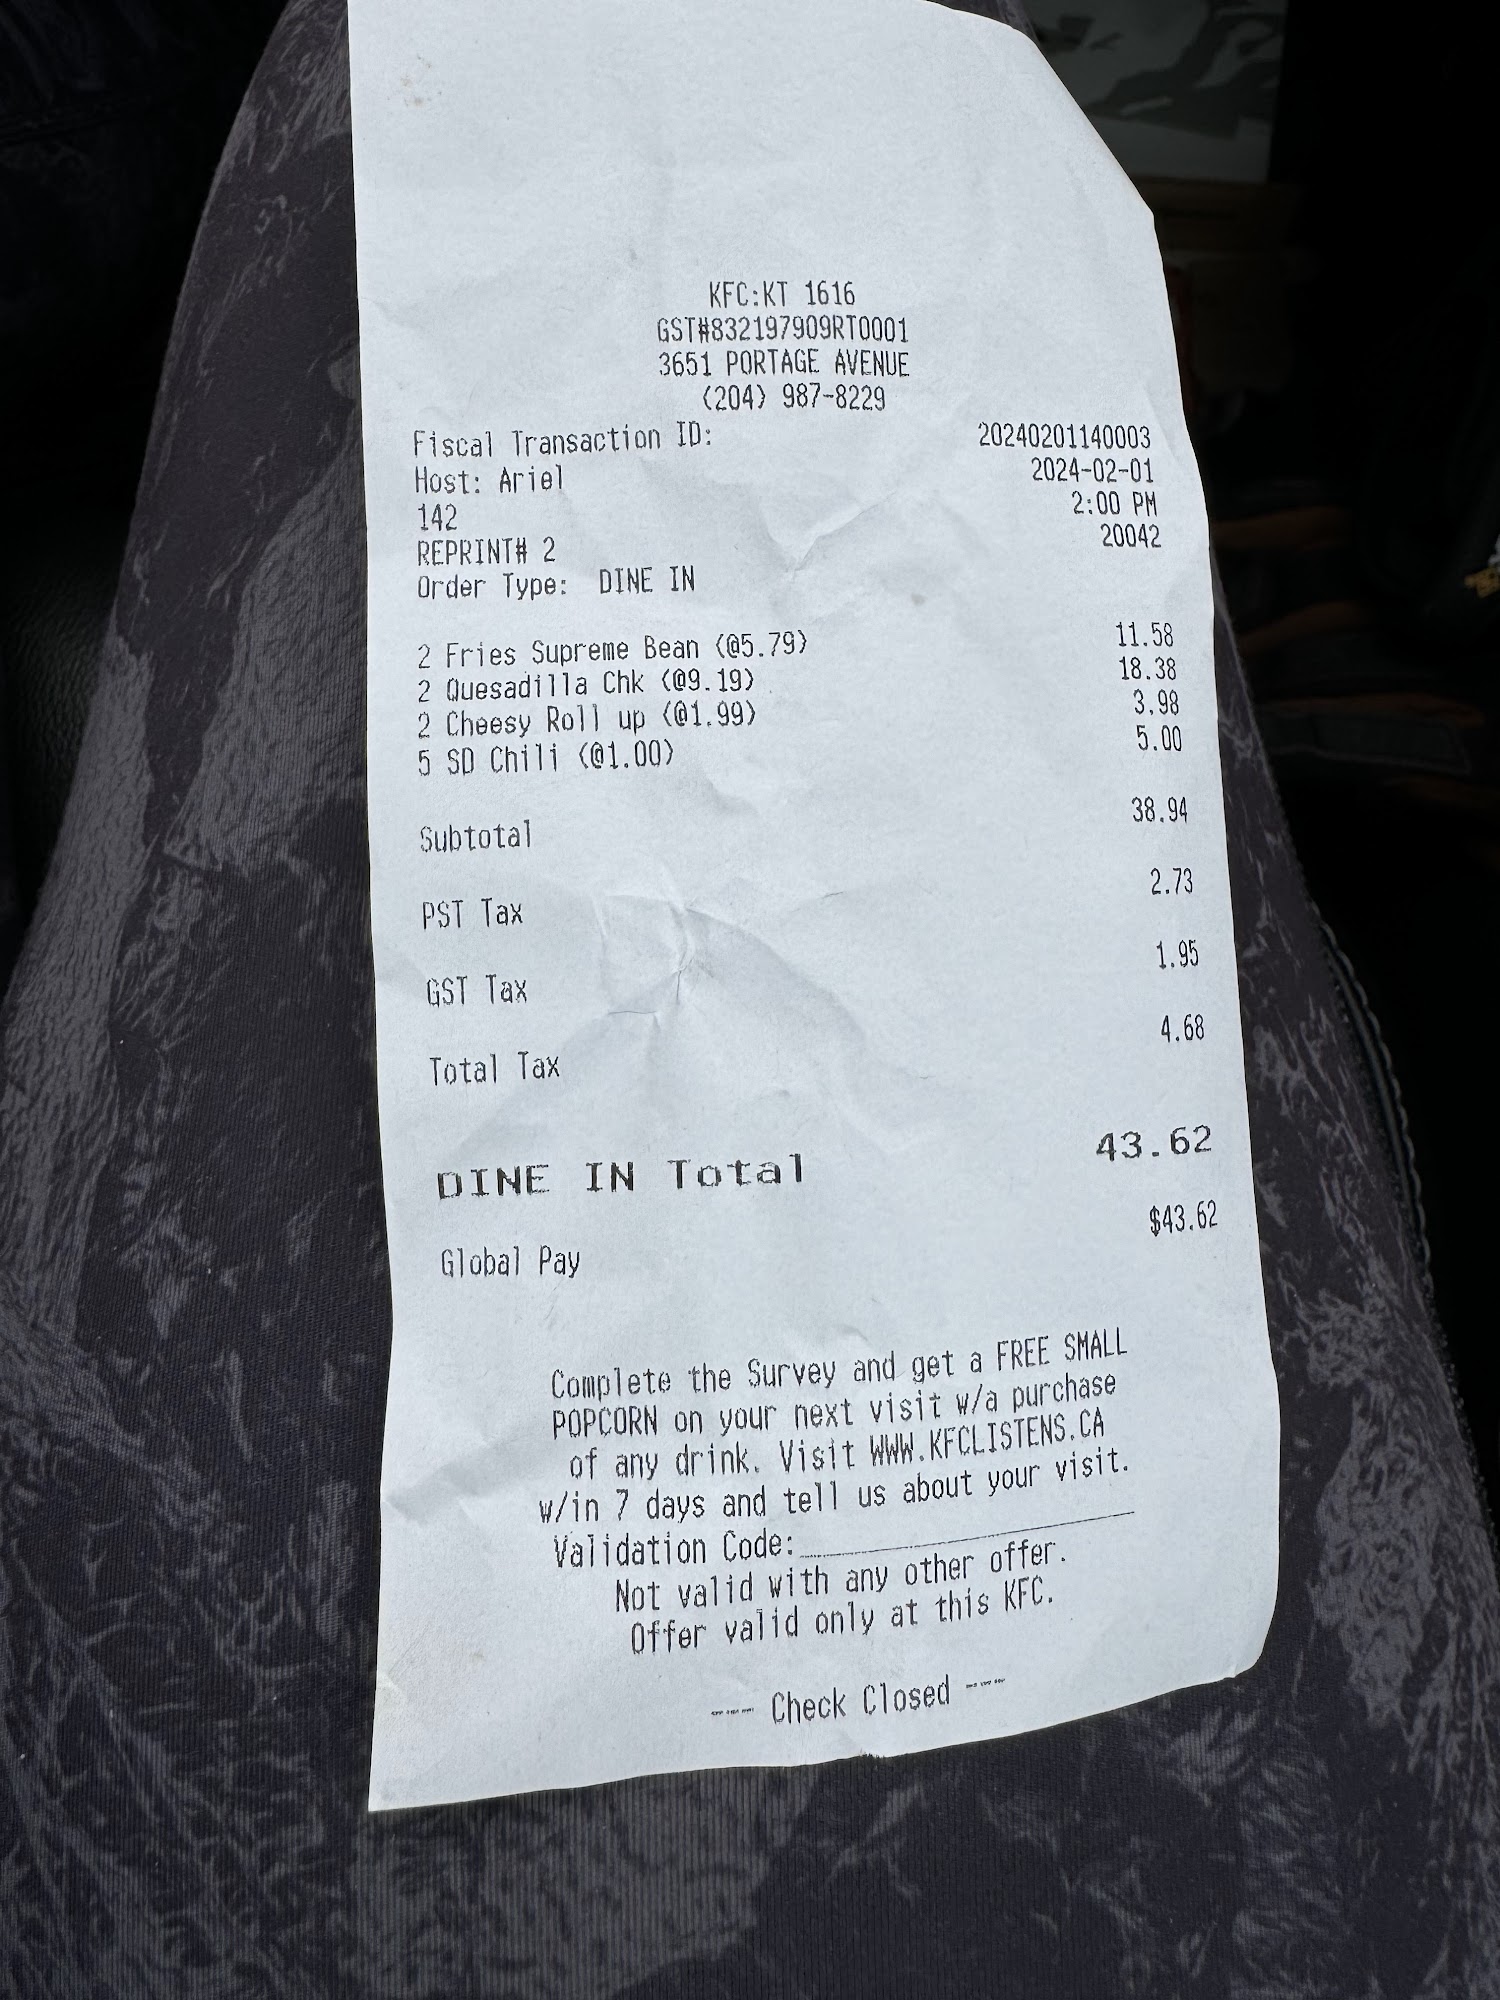 KFC:KT 1616
GST#832197909RT0001
3651 PORTAGE AVENUE
(204) 987-8229
Fiscal Transaction ID: 20240201140003
Host: Ariel 2024-02-01
142 2:00 PM
REPRINT# 2 20042
Order Type: DINE IN
2 Fries Supreme Bean (@5.79) 11.58
2 Quesadilla Chk (@9.19) 18.38
2 Cheesy Roll up (@1.99) 3.98
5 SD Chili (@1.00) 5.00
Subtotal 38.94
PST Tax 2.73
GST Tax 1.95
Total Tax 4.68
DINE IN Total 43.62
Global Pay $43.62
Complete the Survey and get a FREE SMALL
POPCORN on your next visit w/a purchase
of any drink. Visit WWW.KFCLISTENS.CA
w/in 7 days and tell us about your visit.
Validation Code:____________________
Not valid with any other offer.
Offer valid only at this KFC.
---- Check Closed ----